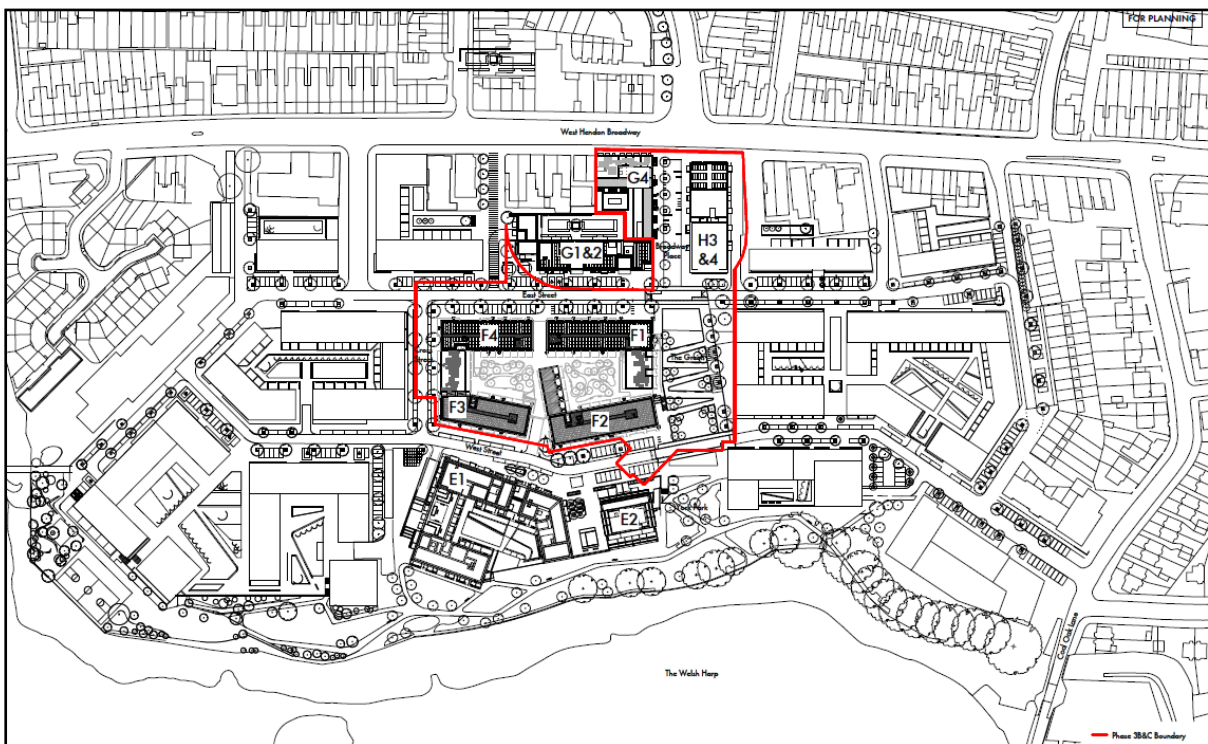 FOR PLANNING
West Hendon Broadway
G4
H3
&4
G1&2
Broadway
Place
East Street
F4
F1
The Green
Street
F3
F2
West Street
E1
E2
York Park
Cool Oak Lane
The Welsh Harp
Phase 3B&C Boundary